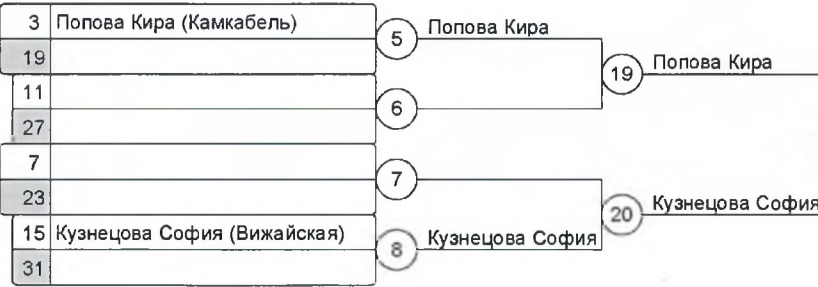 3 Попова Кира (Камкабель)
5 Попова Кира
19
19 Попова Кира
11
6
27
7
7
23
20 Кузнецова София
15 Кузнецова София (Вижайская)
8 Кузнецова София
31